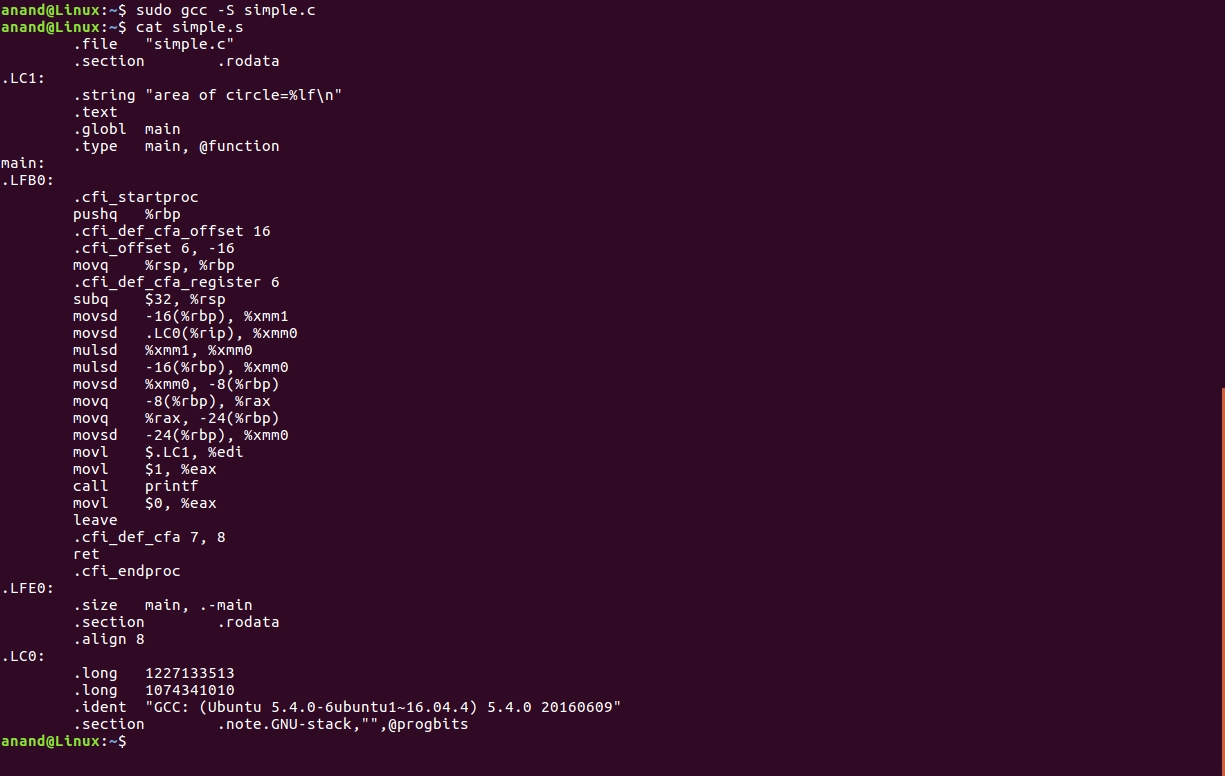 anand@Linux:~$ sudo gcc -S simple.c
anand@Linux:~$ cat simple.s
        .file   "simple.c"
        .section        .rodata
.LC1:
        .string "area of circle=%lf\n"
        .text
        .globl  main
        .type   main, @function
main:
.LFB0:
        .cfi_startproc
        pushq   %rbp
        .cfi_def_cfa_offset 16
        .cfi_offset 6, -16
        movq    %rsp, %rbp
        .cfi_def_cfa_register 6
        subq    $32, %rsp
        movsd   -16(%rbp), %xmm1
        movsd   .LC0(%rip), %xmm0
        mulsd   %xmm1, %xmm0
        mulsd   -16(%rbp), %xmm0
        movsd   %xmm0, -8(%rbp)
        movq    -8(%rbp), %rax
        movq    %rax, -24(%rbp)
        movsd   -24(%rbp), %xmm0
        movl    $.LC1, %edi
        movl    $1, %eax
        call    printf
        movl    $0, %eax
        leave
        .cfi_def_cfa 7, 8
        ret
        .cfi_endproc
.LFE0:
        .size   main, .-main
        .section        .rodata
        .align 8
.LC0:
        .long   1227133513
        .long   1074341010
        .ident  "GCC: (Ubuntu 5.4.0-6ubuntu1~16.04.4) 5.4.0 20160609"
        .section        .note.GNU-stack,"",@progbits
anand@Linux:~$